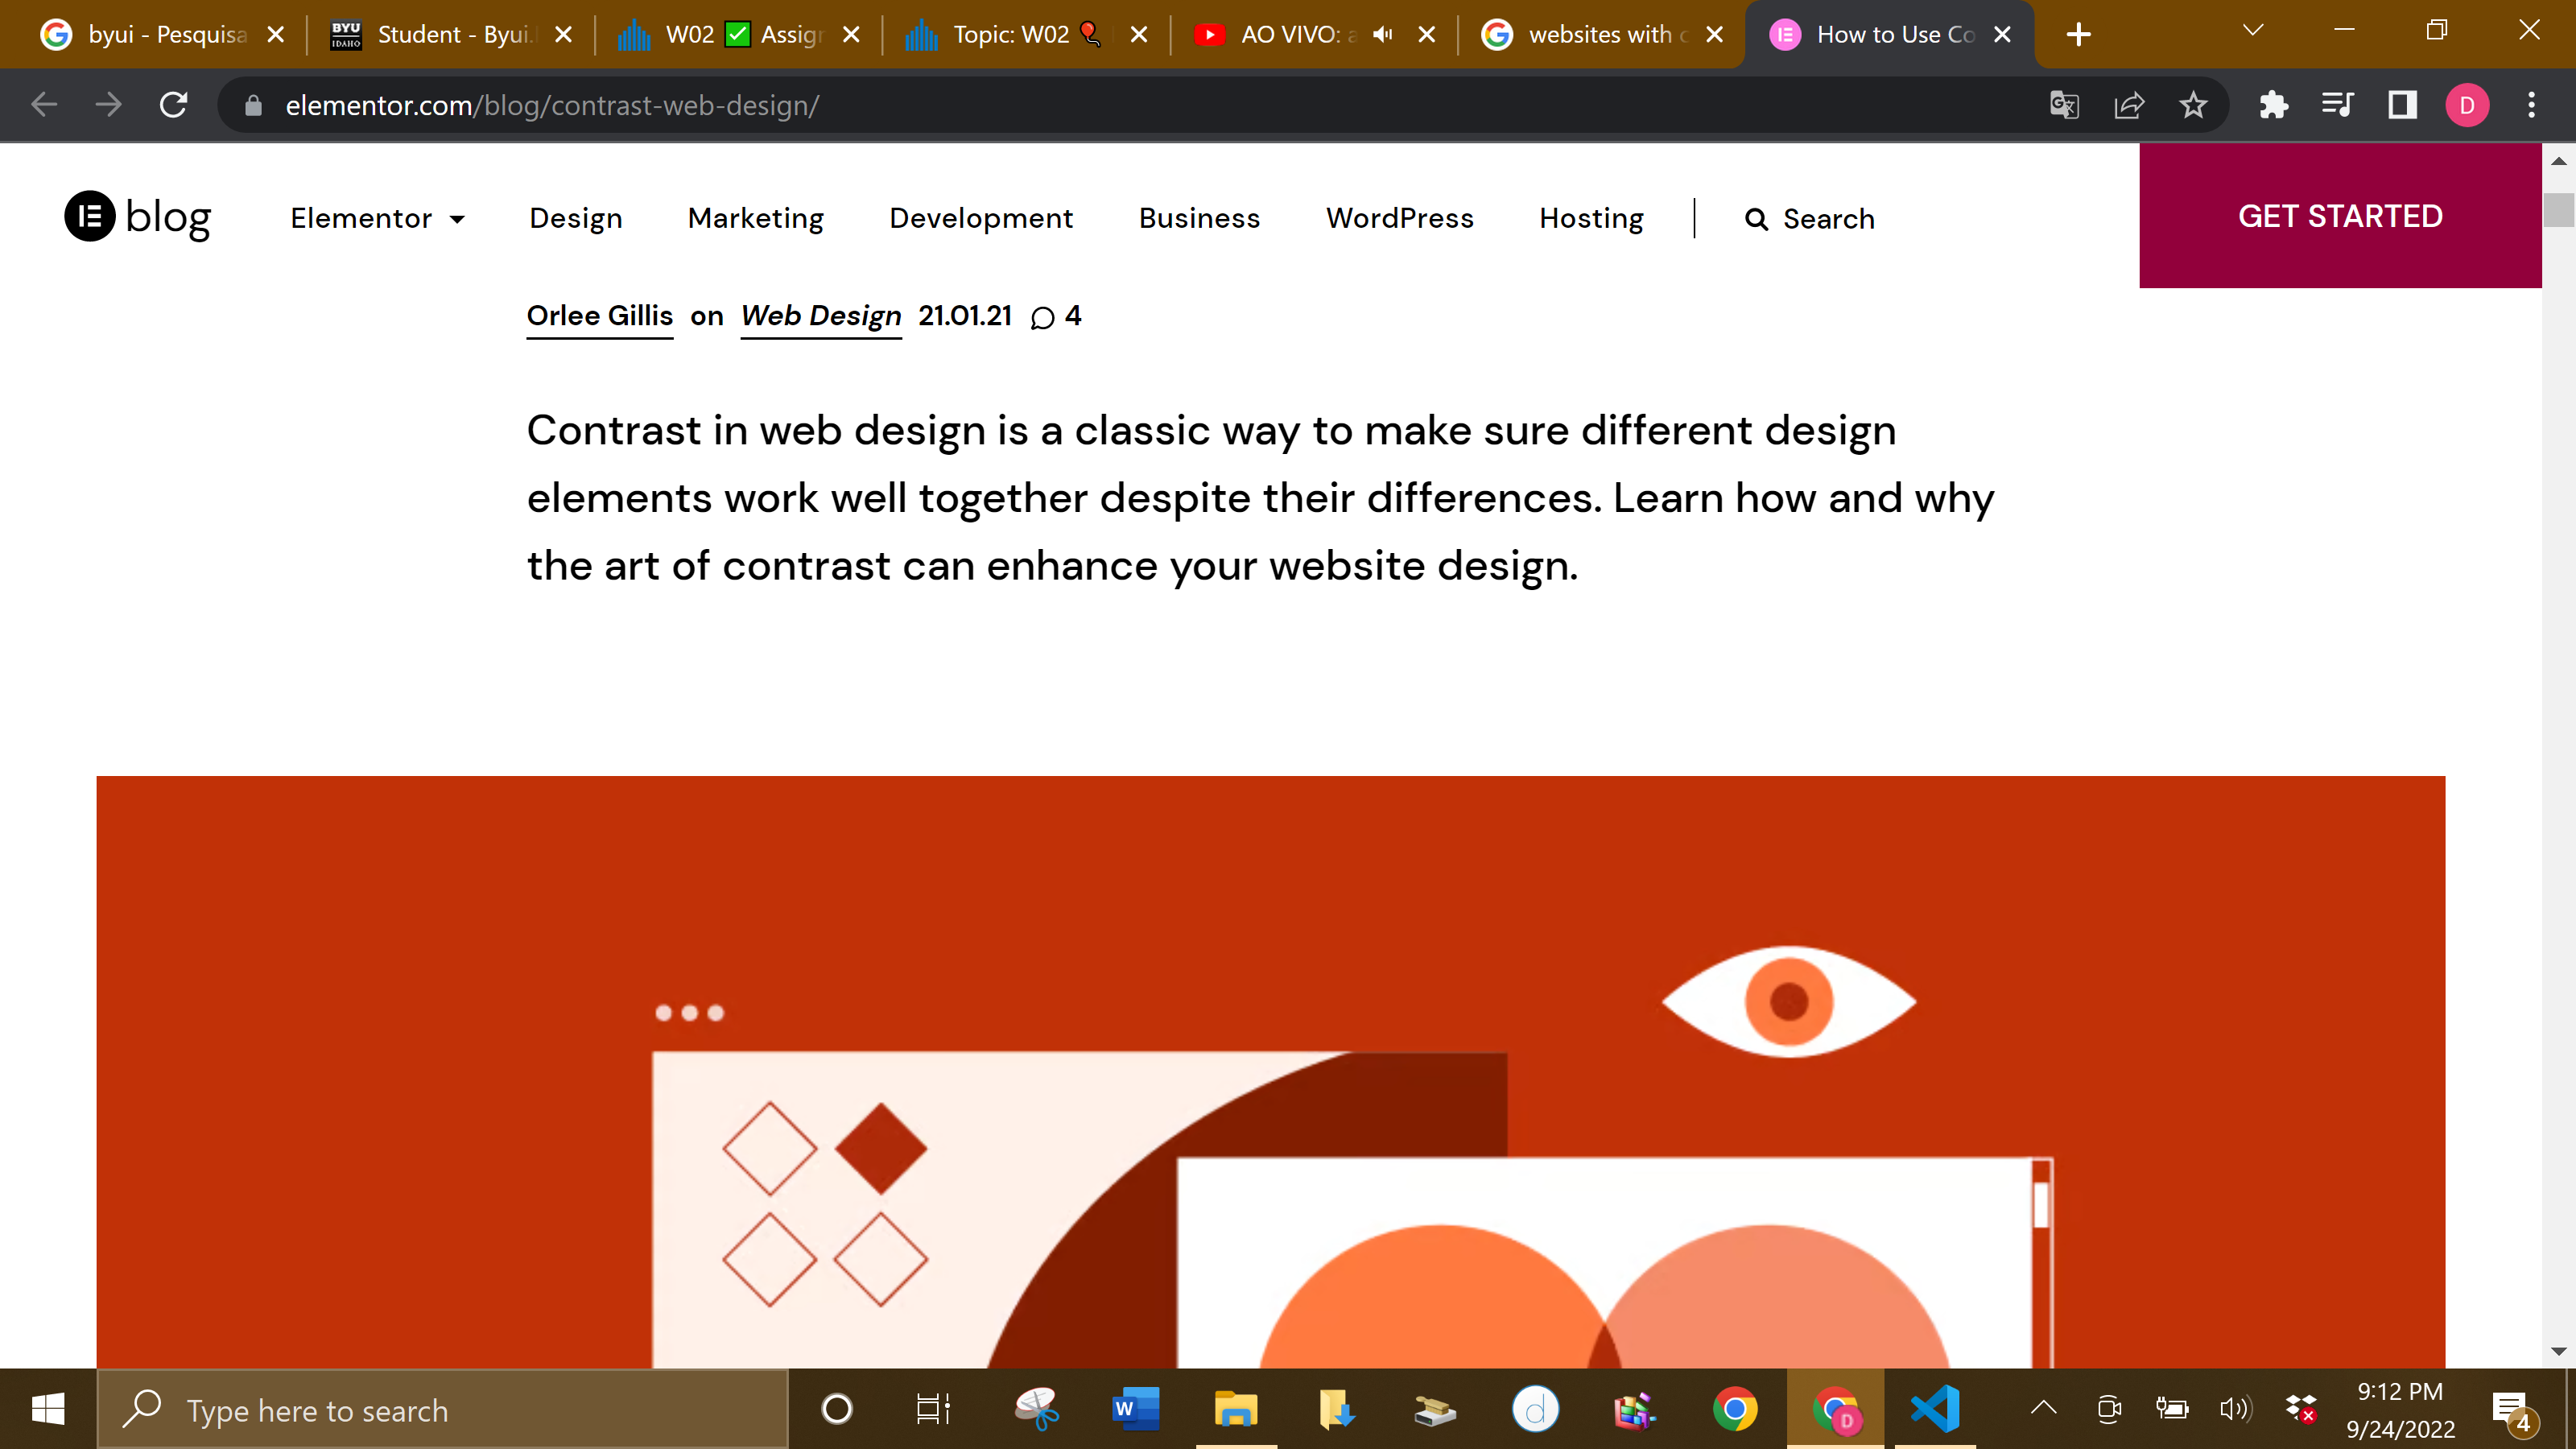 byui - Pesquisa
Student - Byui.
W02 ✅ Assign
Topic: W02 🎈
AO VIVO: a
websites with c
How to Use Co
elementor.com/blog/contrast-web-design/
D
blog
Elementor
Design
Marketing
Development
Business
WordPress
Hosting
Search
GET STARTED
Orlee Gillis on Web Design 21.01.21 4
Contrast in web design is a classic way to make sure different design
elements work well together despite their differences. Learn how and why
the art of contrast can enhance your website design.
Type here to search
9:12 PM
9/24/2022
4